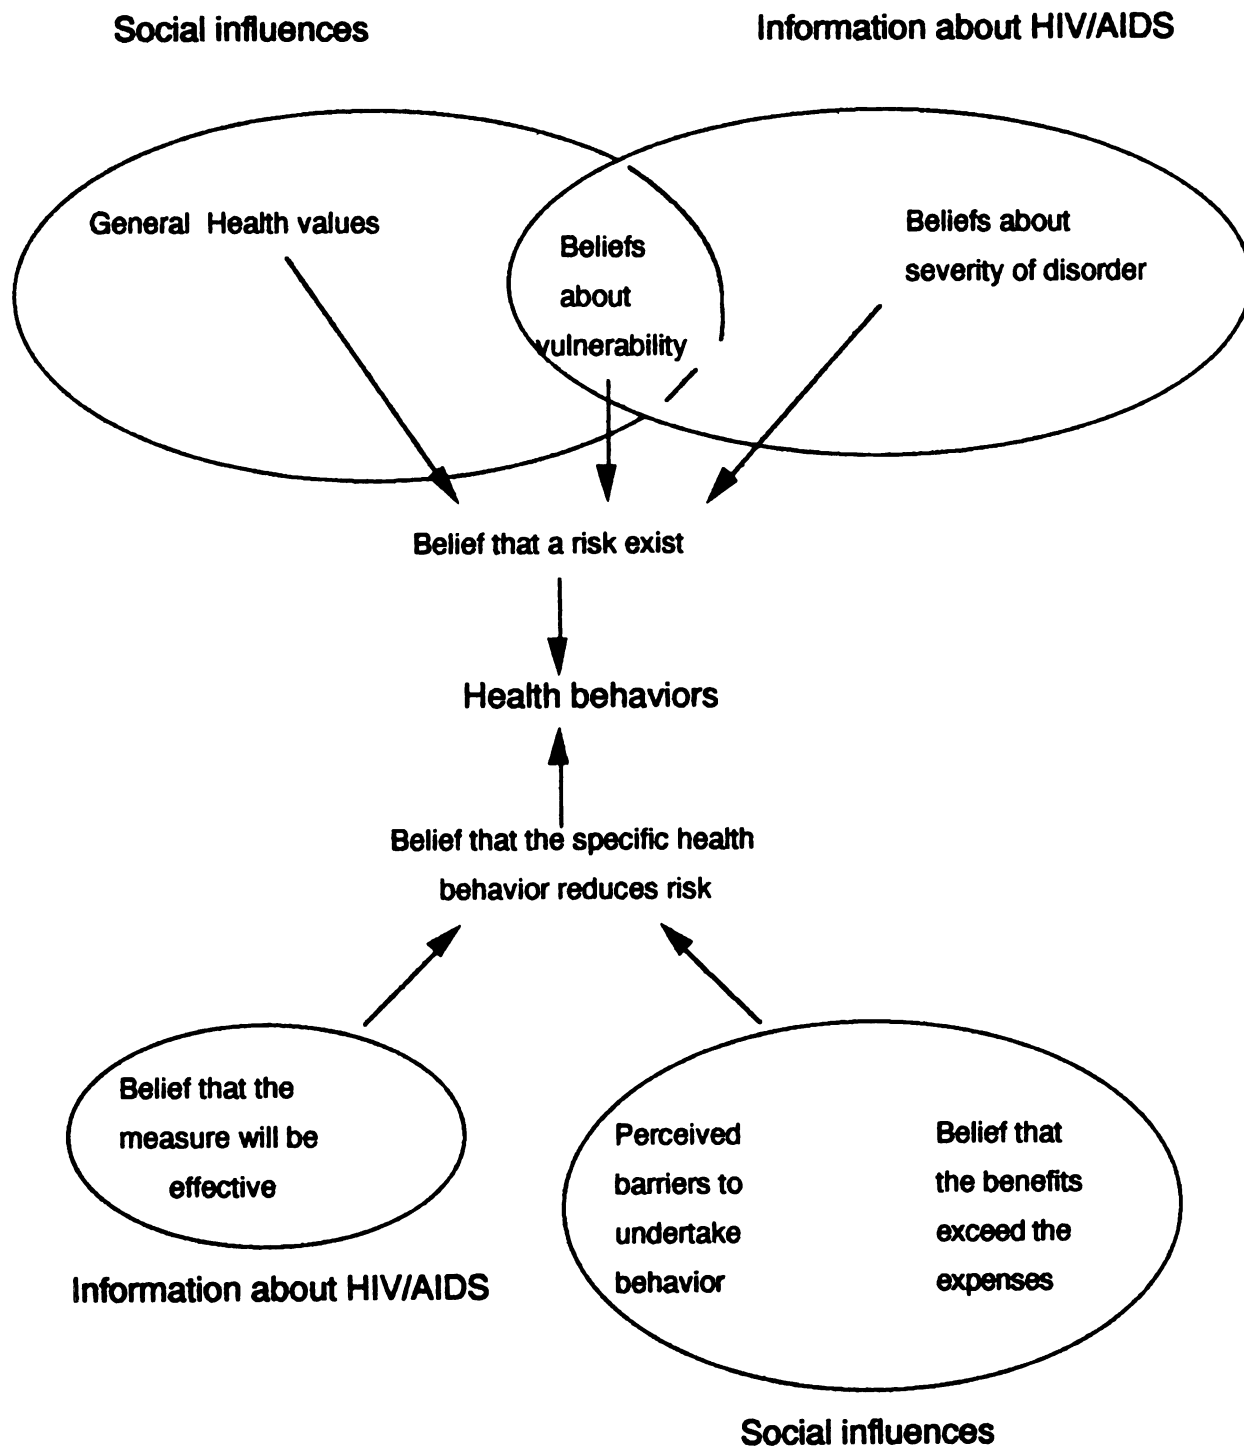 Social influences
Information about HIV/AIDS
General Health values
Beliefs
about
vulnerability
Beliefs about
severity of disorder
Belief that a risk exist
Health behaviors
Belief that the specific health
behavior reduces risk
Belief that the
measure will be
effective
Information about HIV/AIDS
Perceived
barriers to
undertake
behavior
Belief that
the benefits
exceed the
expenses
Social influences